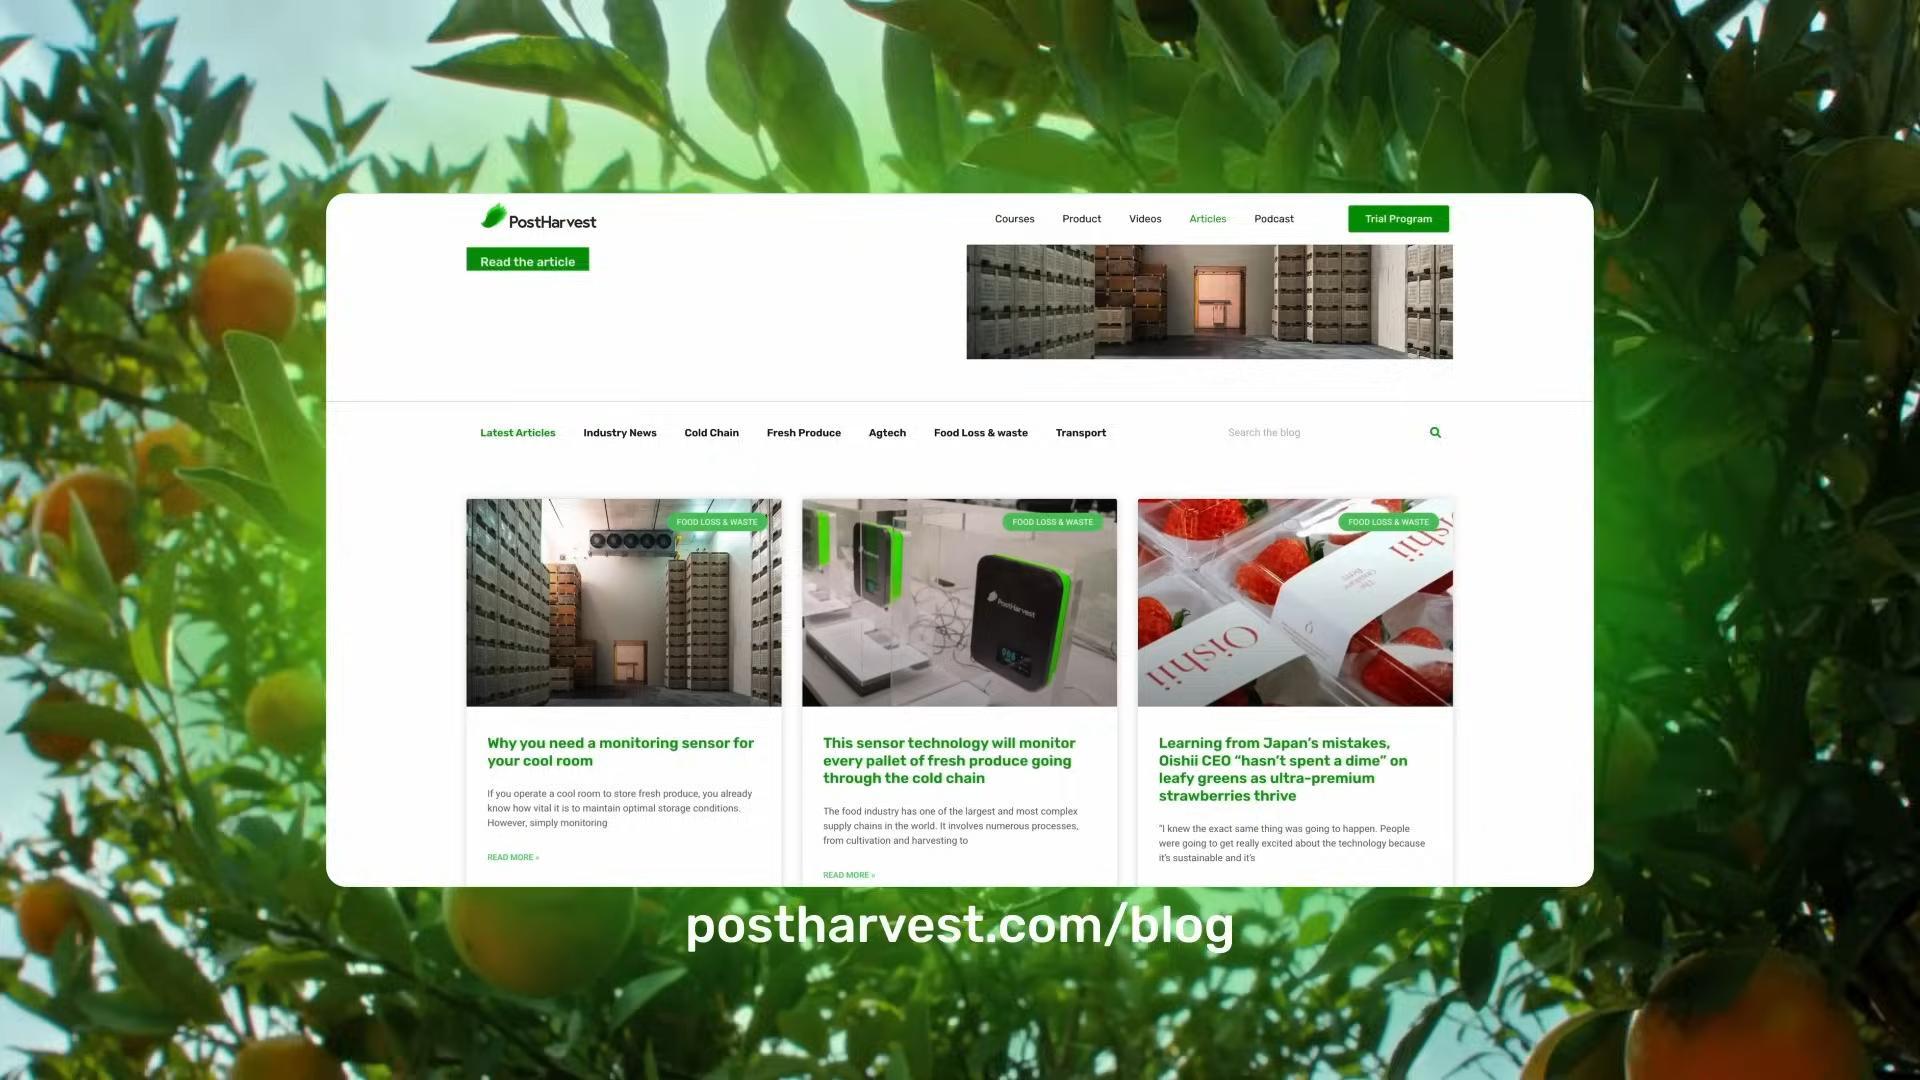 PostHarvest
Courses Product Videos Articles Podcast Trial Program
Read the article
Latest Articles Industry News Cold Chain Fresh Produce Agtech Food Loss & waste Transport Search the blog
FOOD LOSS & WASTE
FOOD LOSS & WASTE
FOOD LOSS & WASTE
PostHarvest
Oishii
Oishii
Why you need a monitoring sensor for
your cool room
If you operate a cool room to store fresh produce, you already
know how vital it is to maintain optimal storage conditions.
However, simply monitoring
READ MORE »
This sensor technology will monitor
every pallet of fresh produce going
through the cold chain
The food industry has one of the largest and most complex
supply chains in the world. It involves numerous processes,
from cultivation and harvesting to
READ MORE »
Learning from Japan’s mistakes,
Oishii CEO “hasn’t spent a dime” on
leafy greens as ultra-premium
strawberries thrive
“I knew the exact same thing was going to happen. People
were going to get really excited about the technology because
it’s sustainable and it’s
postharvest.com/blog